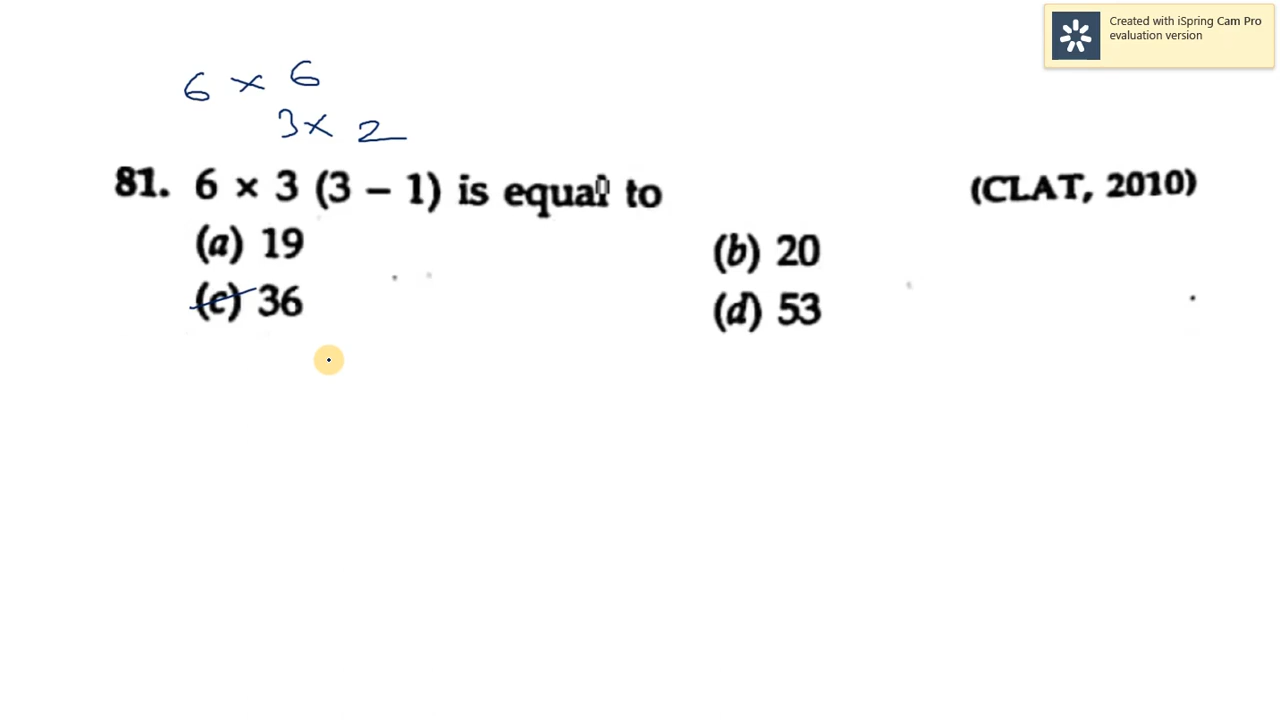 Created with iSpring Cam Pro
evaluation version
6 × 6
3 × 2
81. 6 × 3 (3 – 1) is equal to
(CLAT, 2010)
(a) 19
(b) 20
(c) 36
(d) 53